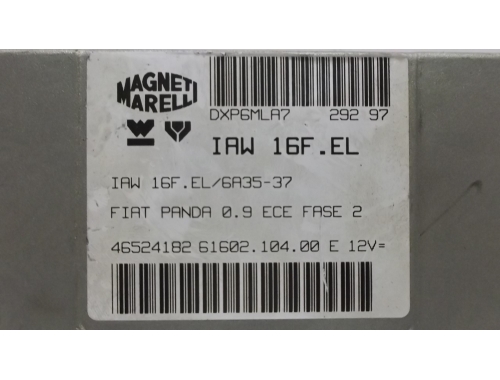 MAGNETI
MARELLI
DXP6MLA7 292 97
IAW 16F.EL
IAW 16F.EL/6A35-37
FIAT PANDA 0.9 ECE FASE 2
46524182 61602.104.00 E 12V=